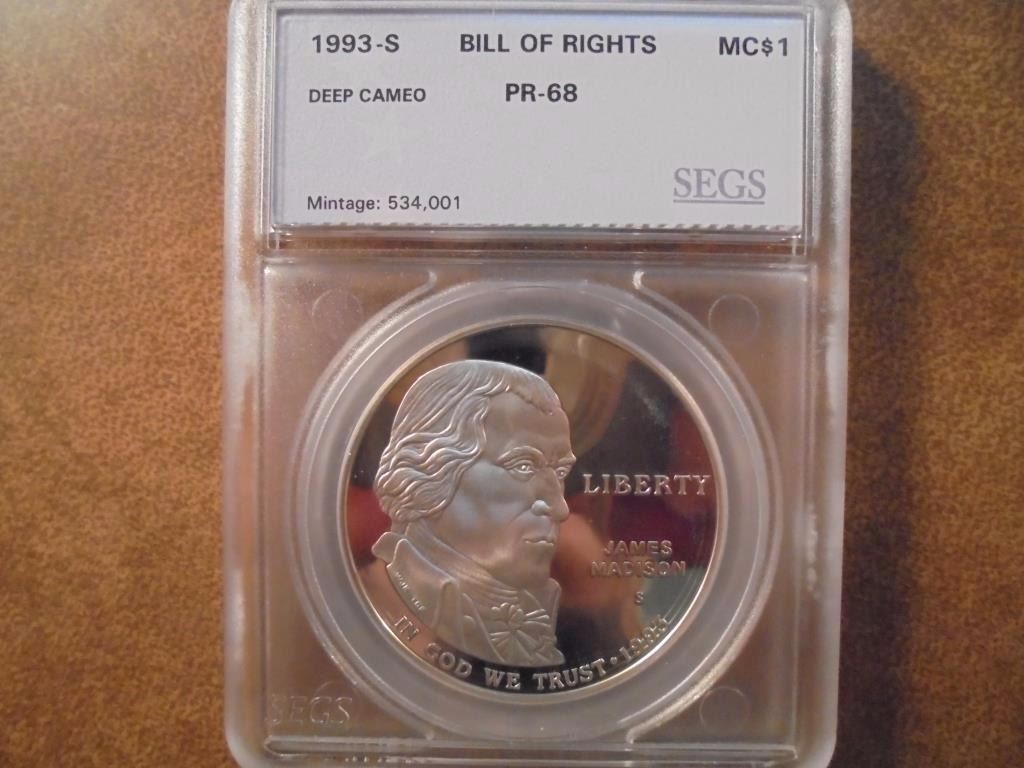 1993-S BILL OF RIGHTS MC$1
DEEP CAMEO PR-68
SEGS
Mintage: 534,001
LIBERTY
JAMES
MADISON
S
IN GOD WE TRUST • 1993
SEGS